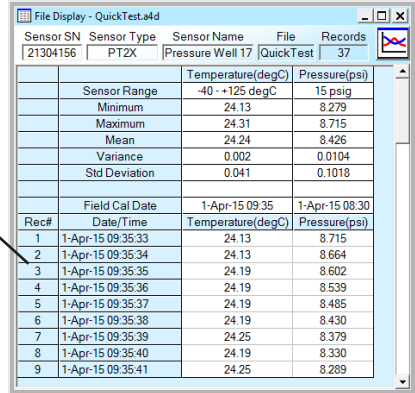 File Display - QuickTest.a4d
Sensor SN Sensor Type Sensor Name File Records
21304156 PT2X Pressure Well 17 QuickTest 37
Temperature(degC) Pressure(psi)
Sensor Range -40 - +125 degC 15 psig
Minimum 24.13 8.279
Maximum 24.31 8.715
Mean 24.24 8.426
Variance 0.002 0.0104
Std Deviation 0.041 0.1018
Field Cal Date 1-Apr-15 09:35 1-Apr-15 08:30
Rec# Date/Time Temperature(degC) Pressure(psi)
1 1-Apr-15 09:35:33 24.13 8.715
2 1-Apr-15 09:35:34 24.13 8.664
3 1-Apr-15 09:35:35 24.19 8.602
4 1-Apr-15 09:35:36 24.19 8.539
5 1-Apr-15 09:35:37 24.19 8.485
6 1-Apr-15 09:35:38 24.19 8.430
7 1-Apr-15 09:35:39 24.25 8.379
8 1-Apr-15 09:35:40 24.19 8.330
9 1-Apr-15 09:35:41 24.25 8.289